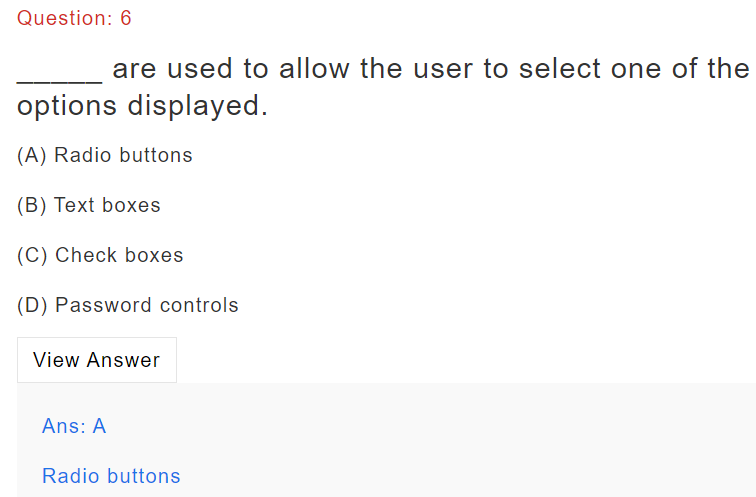 Question: 6
_____ are used to allow the user to select one of the
options displayed.
(A) Radio buttons
(B) Text boxes
(C) Check boxes
(D) Password controls
View Answer
Ans: A
Radio buttons